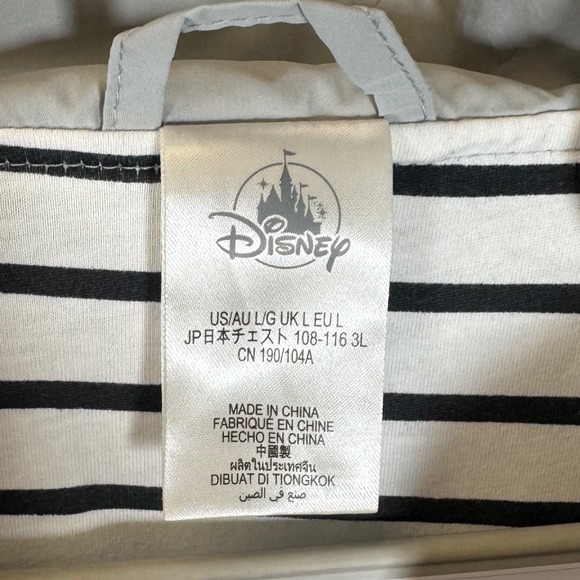 DISNEY
US/AU L/G UK L EU L
JP日本チェスト 108-116 3L
CN 190/104A
MADE IN CHINA
FABRIQUÉ EN CHINE
HECHO EN CHINA
中國製
ผลิตในประเทศจีน
DIBUAT DI TIONGKOK
صنع في الصين